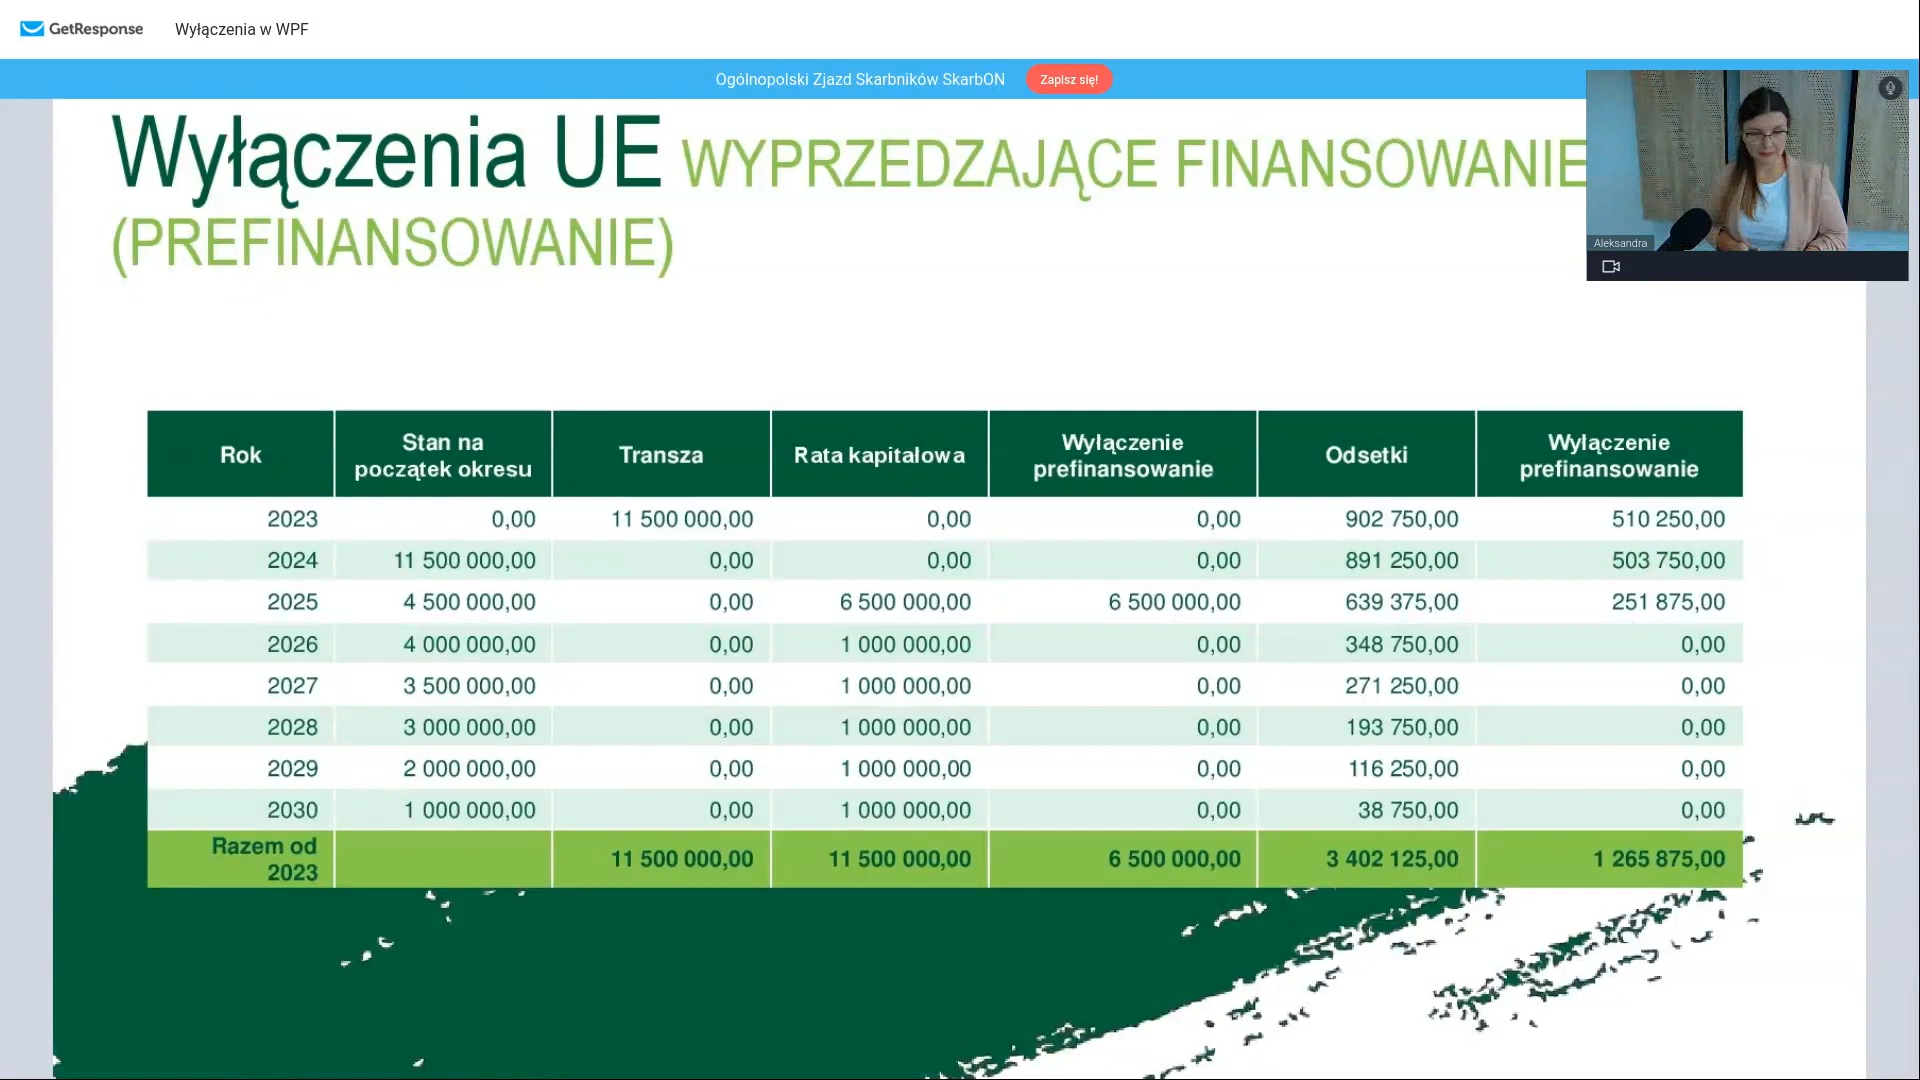 GetResponse
Wyłączenia w WPF
Ogólnopolski Zjazd Skarbników SkarbON
Zapisz się!
Wyłączenia UE WYPRZEDZAJĄCE FINANSOWANIE
(PREFINANSOWANIE)
Aleksandra
Rok Stan na początek okresu Transza Rata kapitałowa Wyłączenie prefinansowanie Odsetki Wyłączenie prefinansowanie
2023 0,00 11 500 000,00 0,00 0,00 902 750,00 510 250,00
2024 11 500 000,00 0,00 0,00 0,00 891 250,00 503 750,00
2025 4 500 000,00 0,00 6 500 000,00 6 500 000,00 639 375,00 251 875,00
2026 4 000 000,00 0,00 1 000 000,00 0,00 348 750,00 0,00
2027 3 500 000,00 0,00 1 000 000,00 0,00 271 250,00 0,00
2028 3 000 000,00 0,00 1 000 000,00 0,00 193 750,00 0,00
2029 2 000 000,00 0,00 1 000 000,00 0,00 116 250,00 0,00
2030 1 000 000,00 0,00 1 000 000,00 0,00 38 750,00 0,00
Razem od 2023 11 500 000,00 11 500 000,00 6 500 000,00 3 402 125,00 1 265 875,00